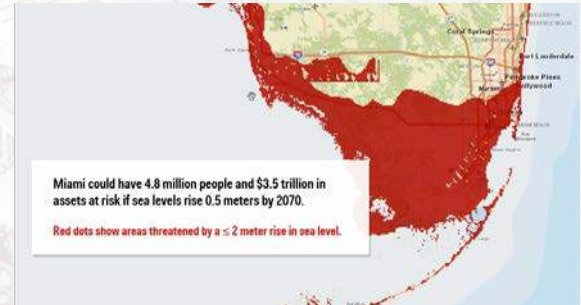 Coral Springs
Fort Lauderdale
Pembroke Pines
Hollywood
Miami
Miami could have 4.8 million people and $3.5 trillion in
assets at risk if sea levels rise 0.5 meters by 2070.
Red dots show areas threatened by a ≤ 2 meter rise in sea level.